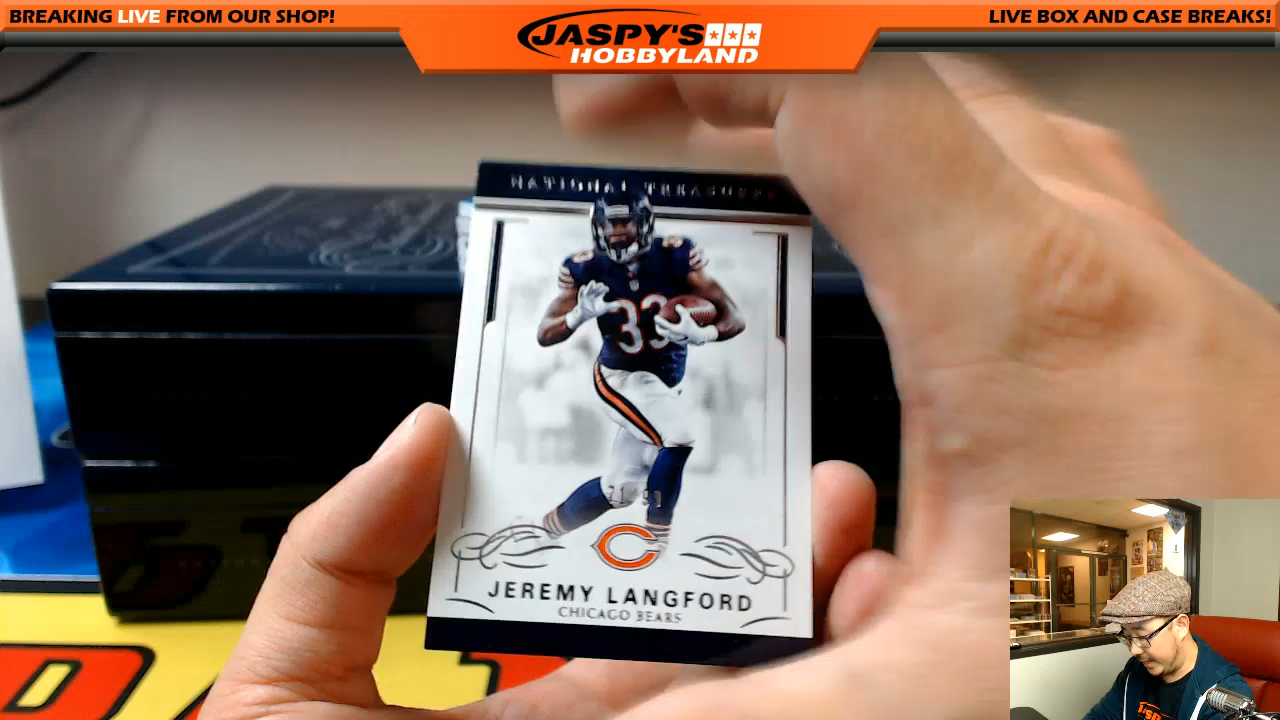 BREAKING LIVE FROM OUR SHOP!
JASPY'S
HOBBYLAND
LIVE BOX AND CASE BREAKS!
NATIONAL TREASURES
33
33
JEREMY LANGFORD
CHICAGO BEARS